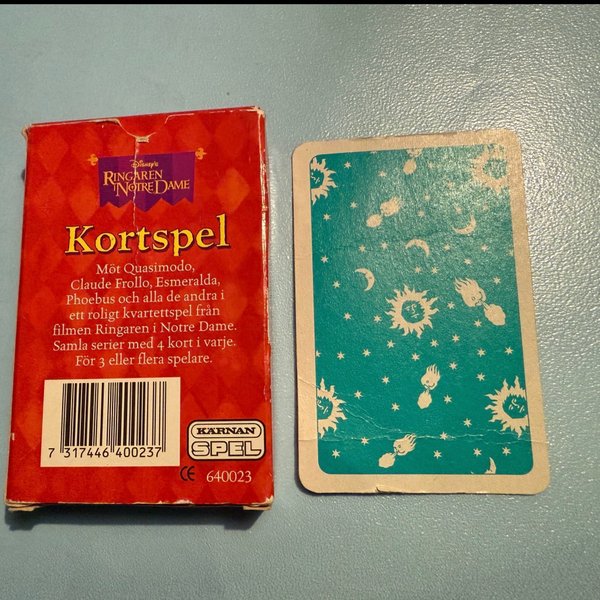 Disney's
RINGAREN
I NOTRE DAME
Kortspel
Möt Quasimodo,
Claude Frollo, Esmeralda,
Phoebus och alla de andra i
ett roligt kvartettspel från
filmen Ringaren i Notre Dame.
Samla serier med 4 kort i varje.
För 3 eller flera spelare.
7 317446 400237
KÄRNAN
SPEL
CE 640023